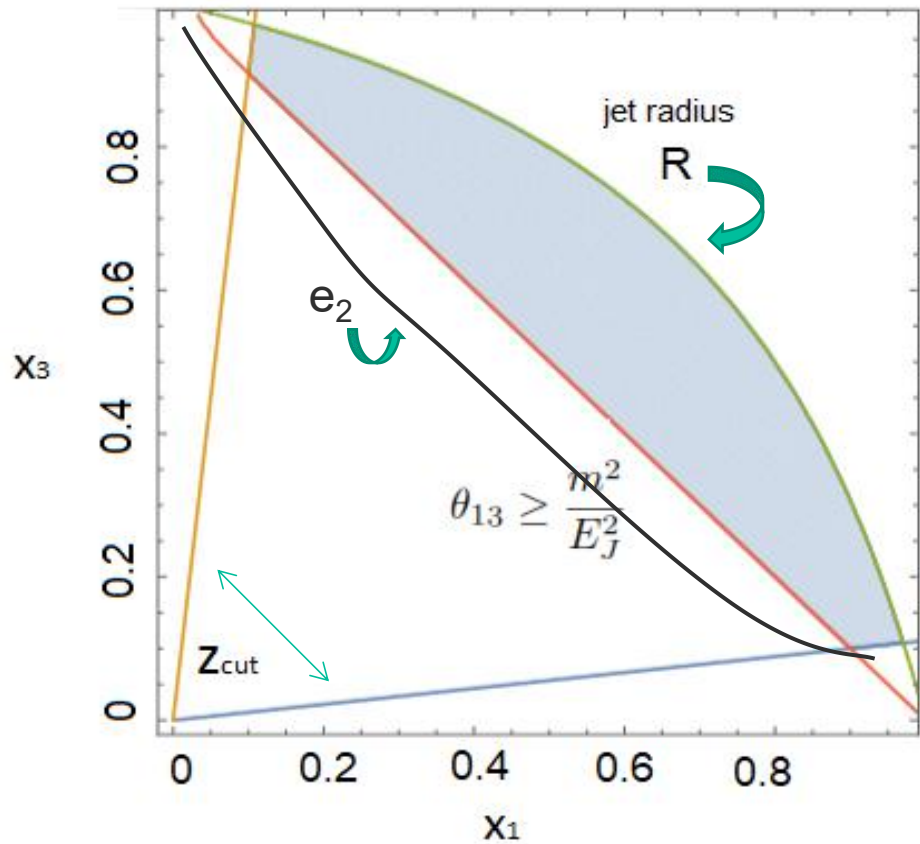 jet radius
R
0.8
0.6
e₂
x₃
0.4
θ₁₃ ≥ m²/E_J²
0.2
Zcut
0
0 0.2 0.4 0.6 0.8
x₁